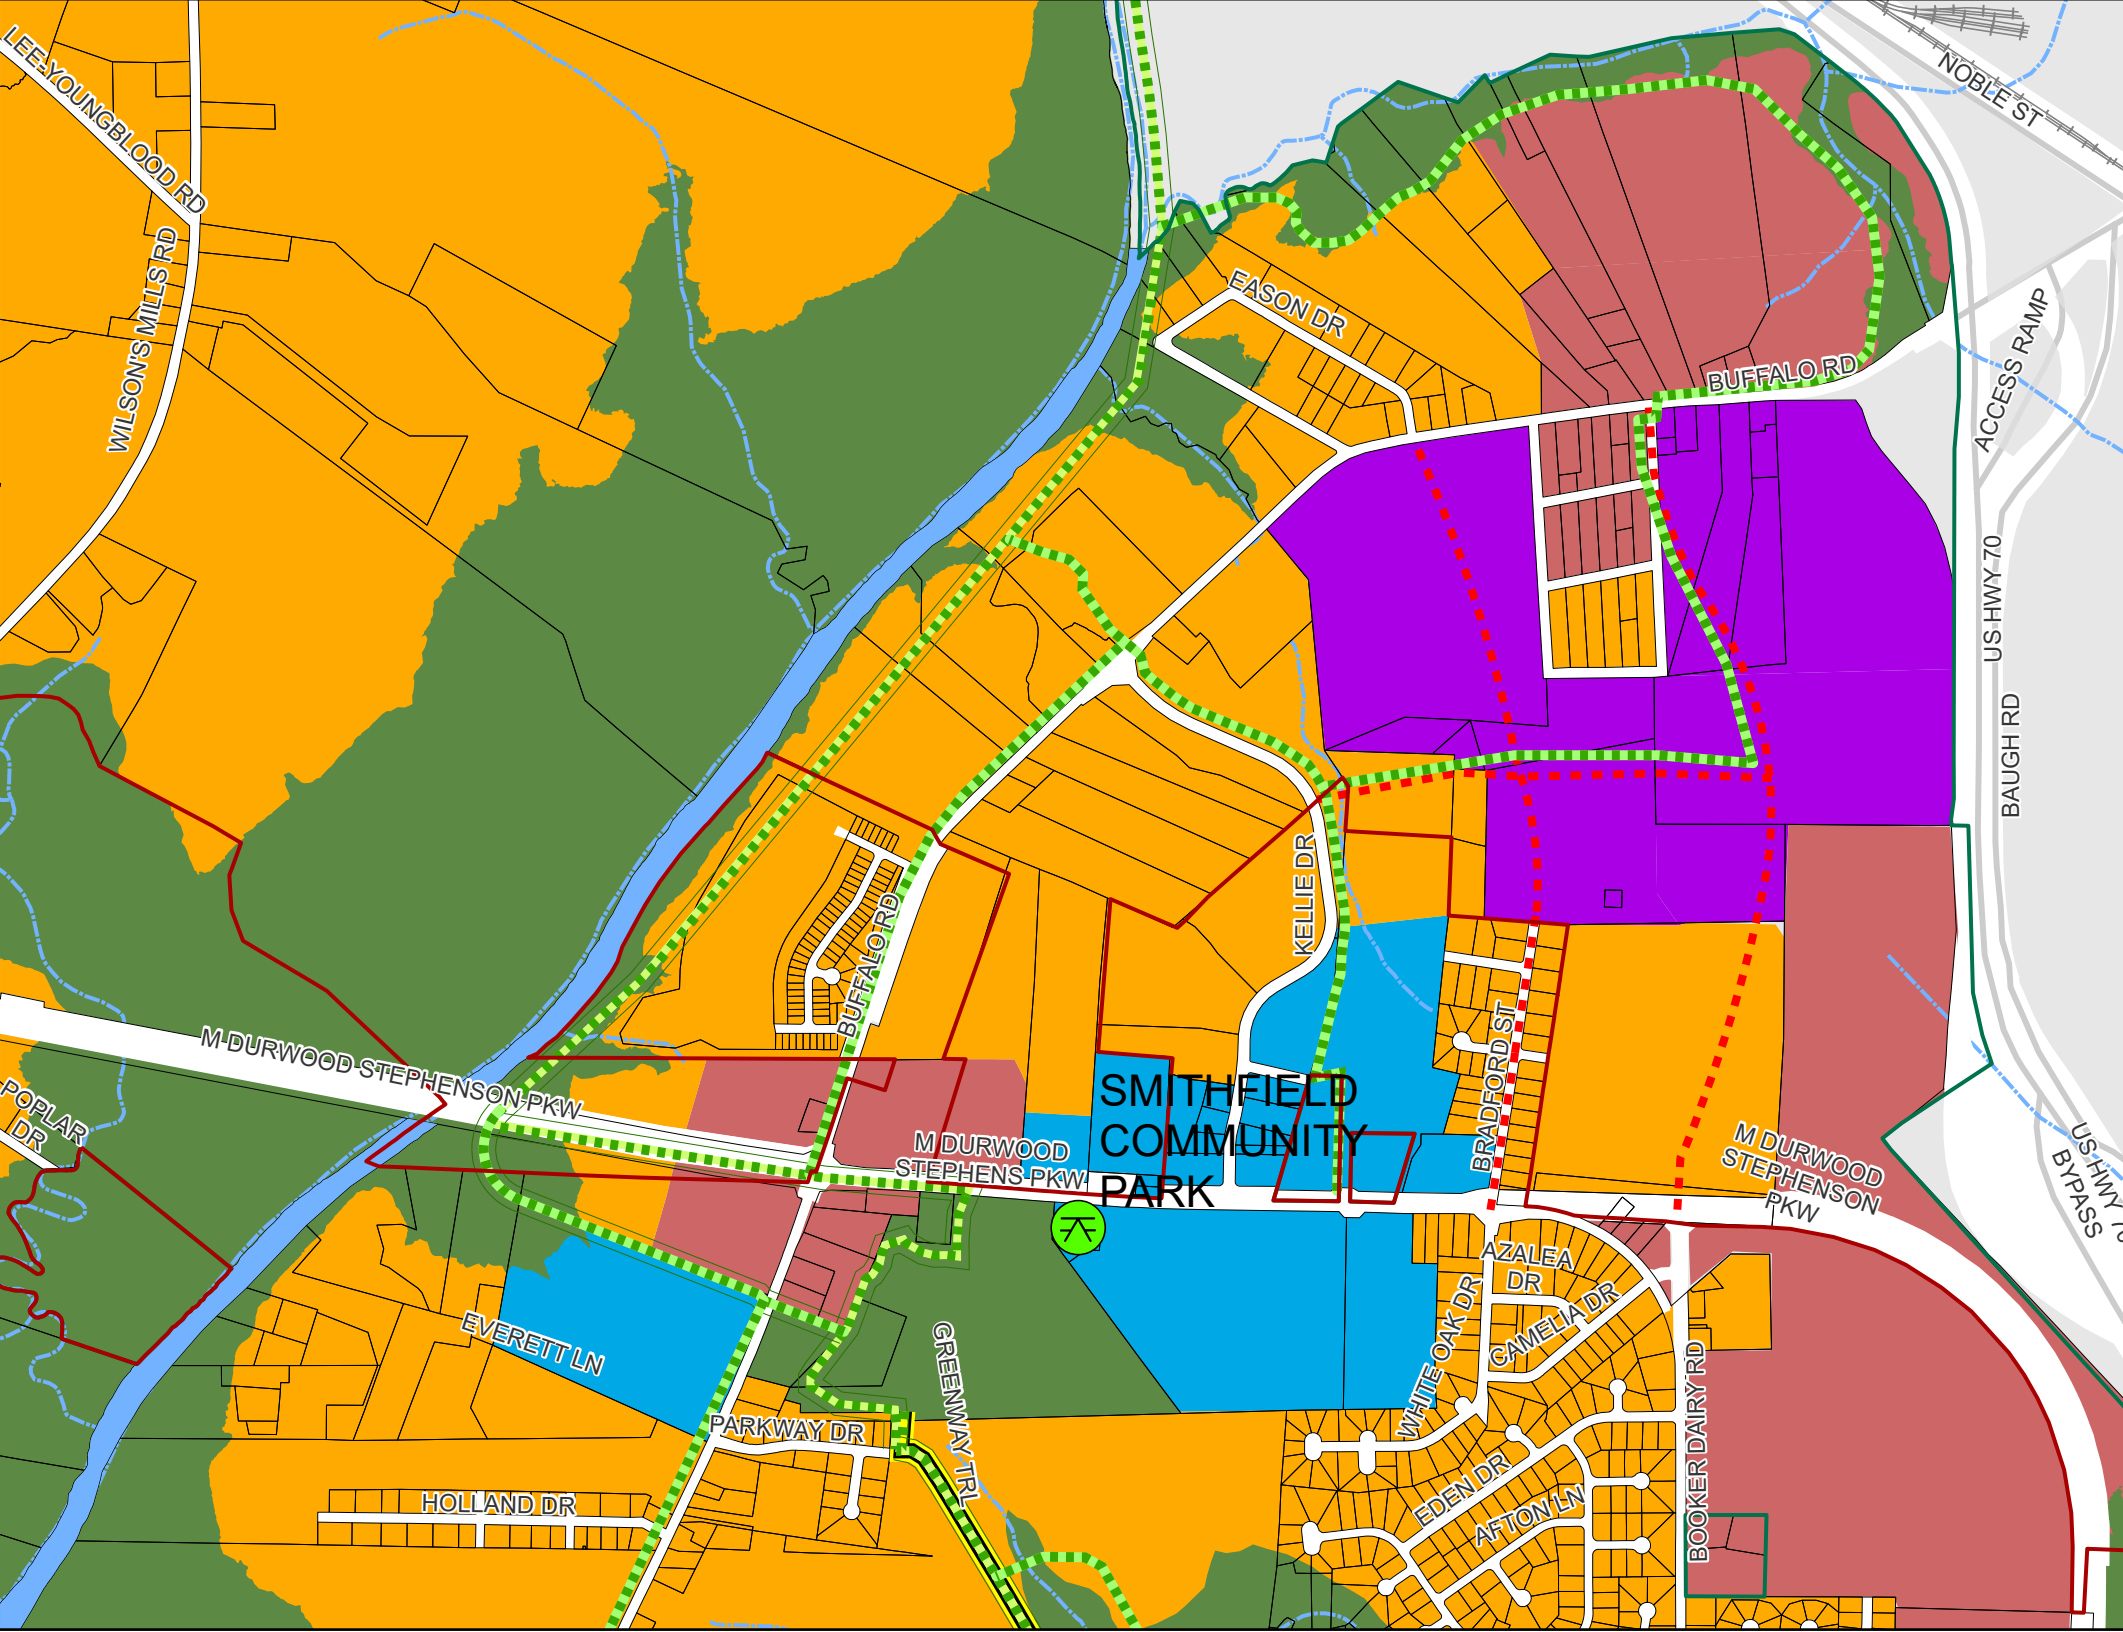 LEE-YOUNGBLOOD RD
NOBLE ST
WILSON'S MILLS RD
EASON DR
ACCESS RAMP
BUFFALO RD
US HWY 70
BAUGH RD
KELLIE DR
BUFFALO RD
M DURWOOD STEPHENSON PKW
BRADFORD ST
POPLAR
DR
SMITHFIELD
COMMUNITY
PARK
M DURWOOD
STEPHENS PKW
M DURWOOD
STEPHENSON
PKW
US HWY 70
BYPASS
AZALEA
DR
CAMELIA DR
WHITE OAK DR
EVERETT LN
GREENWAY TRL
PARKWAY DR
BOOKER DAIRY RD
EDEN DR
AFTON LN
HOLLAND DR